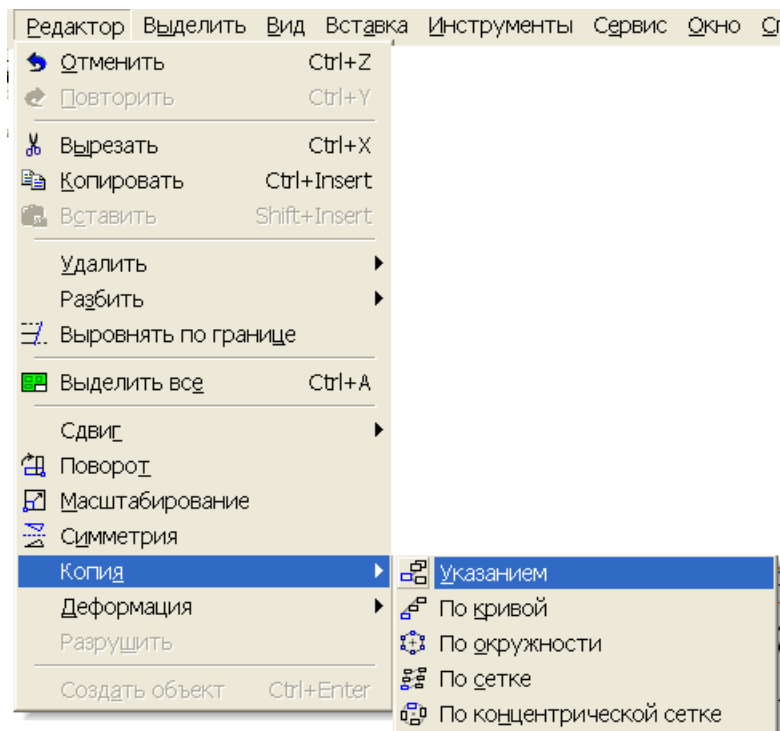 Редактор Выделить Вид Вставка Инструменты Сервис Окно
Отменить Ctrl+Z
Повторить Ctrl+Y
Вырезать Ctrl+X
Копировать Ctrl+Insert
Вставить Shift+Insert
Удалить
Разбить
Выровнять по границе
Выделить все Ctrl+A
Сдвиг
Поворот
Масштабирование
Симметрия
Копия Указанием
Деформация По кривой
Разрушить По окружности
Создать объект Ctrl+Enter По сетке
По концентрической сетке